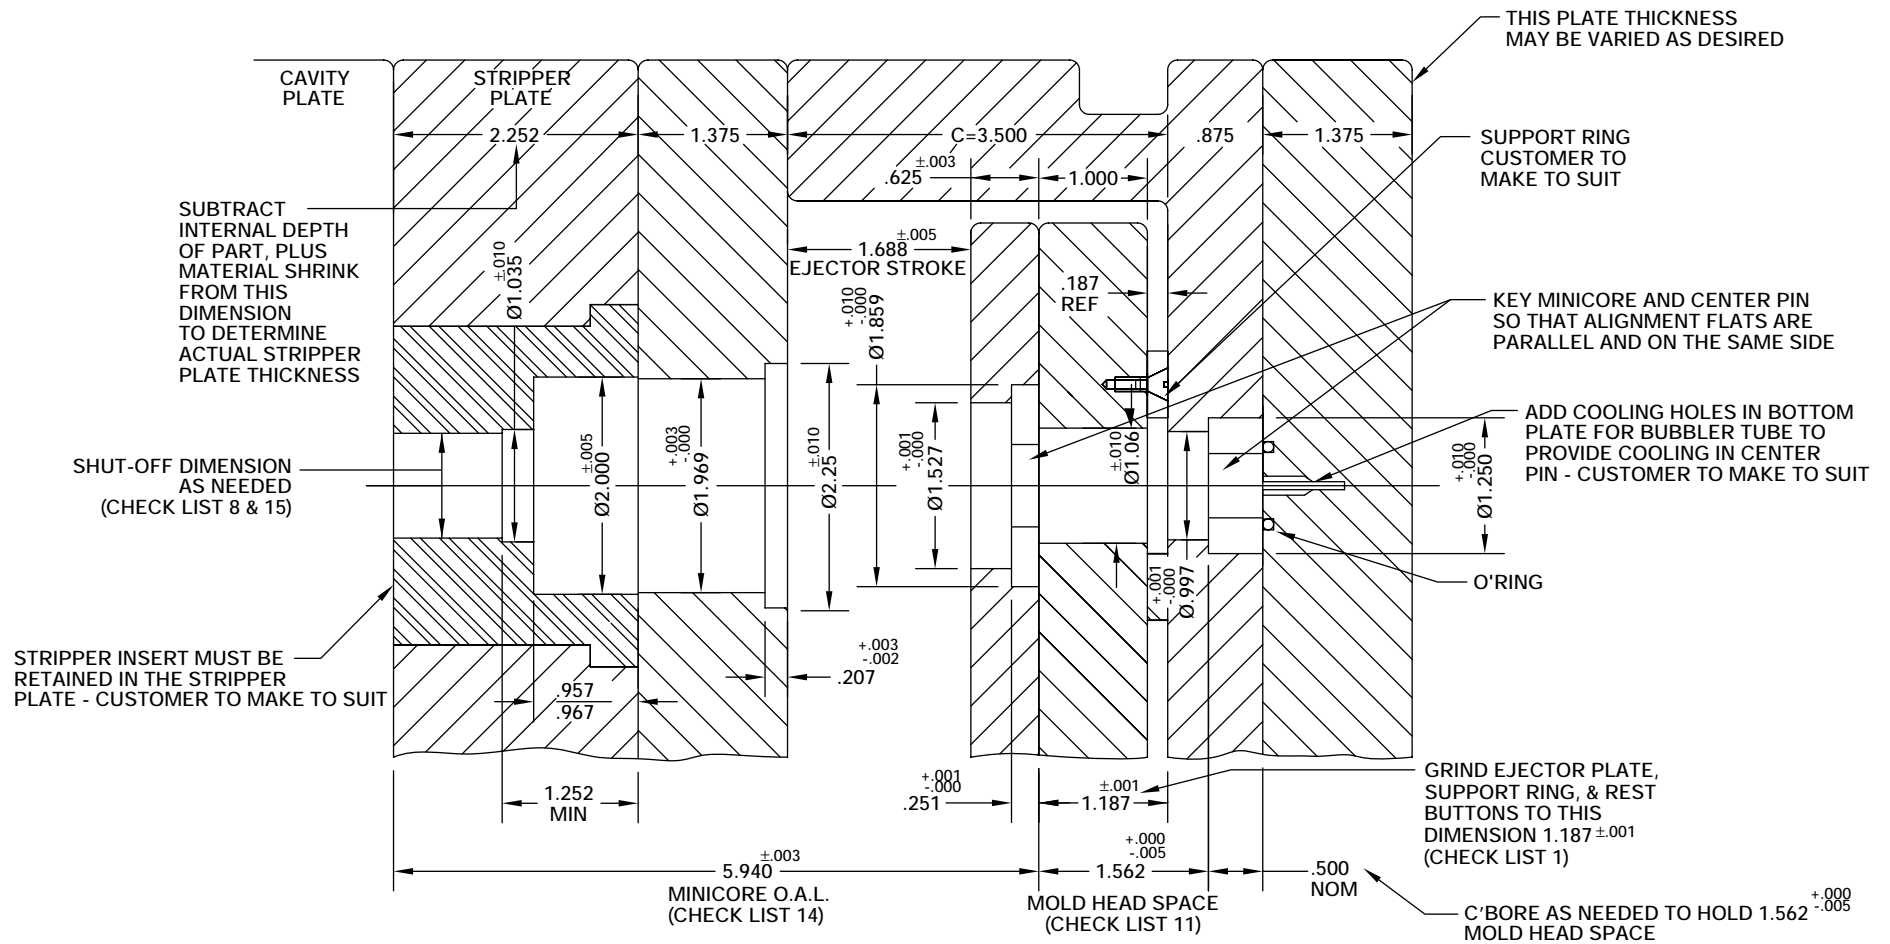 THIS PLATE THICKNESS
MAY BE VARIED AS DESIRED
CAVITY
PLATE
STRIPPER
PLATE
2.252
1.375
C=3.500
.875
1.375
SUPPORT RING
CUSTOMER TO
MAKE TO SUIT
±.003
.625
1.000
SUBTRACT
INTERNAL DEPTH
OF PART, PLUS
MATERIAL SHRINK
FROM THIS
DIMENSION
TO DETERMINE
ACTUAL STRIPPER
PLATE THICKNESS
±.010
Ø1.035
±.005
1.688
EJECTOR STROKE
+.010
-.000
Ø1.859
.187
REF
KEY MINICORE AND CENTER PIN
SO THAT ALIGNMENT FLATS ARE
PARALLEL AND ON THE SAME SIDE
ADD COOLING HOLES IN BOTTOM
PLATE FOR BUBBLER TUBE TO
PROVIDE COOLING IN CENTER
PIN - CUSTOMER TO MAKE TO SUIT
SHUT-OFF DIMENSION
AS NEEDED
(CHECK LIST 8 & 15)
±.005
Ø2.000
+.003
-.000
Ø1.969
±.010
Ø2.25
+.001
-.000
Ø1.527
±.010
Ø1.06
+.010
-.000
Ø1.250
+.001
-.000
Ø.997
O'RING
STRIPPER INSERT MUST BE
RETAINED IN THE STRIPPER
PLATE - CUSTOMER TO MAKE TO SUIT
.957
.967
+.003
-.002
.207
1.252
MIN
+.001
-.000
.251
±.001
1.187
GRIND EJECTOR PLATE,
SUPPORT RING, & REST
BUTTONS TO THIS
DIMENSION 1.187 ±.001
(CHECK LIST 1)
±.003
5.940
MINICORE O.A.L.
(CHECK LIST 14)
+.000
-.005
1.562
MOLD HEAD SPACE
(CHECK LIST 11)
.500
NOM
C'BORE AS NEEDED TO HOLD 1.562 +.000 -.005
MOLD HEAD SPACE